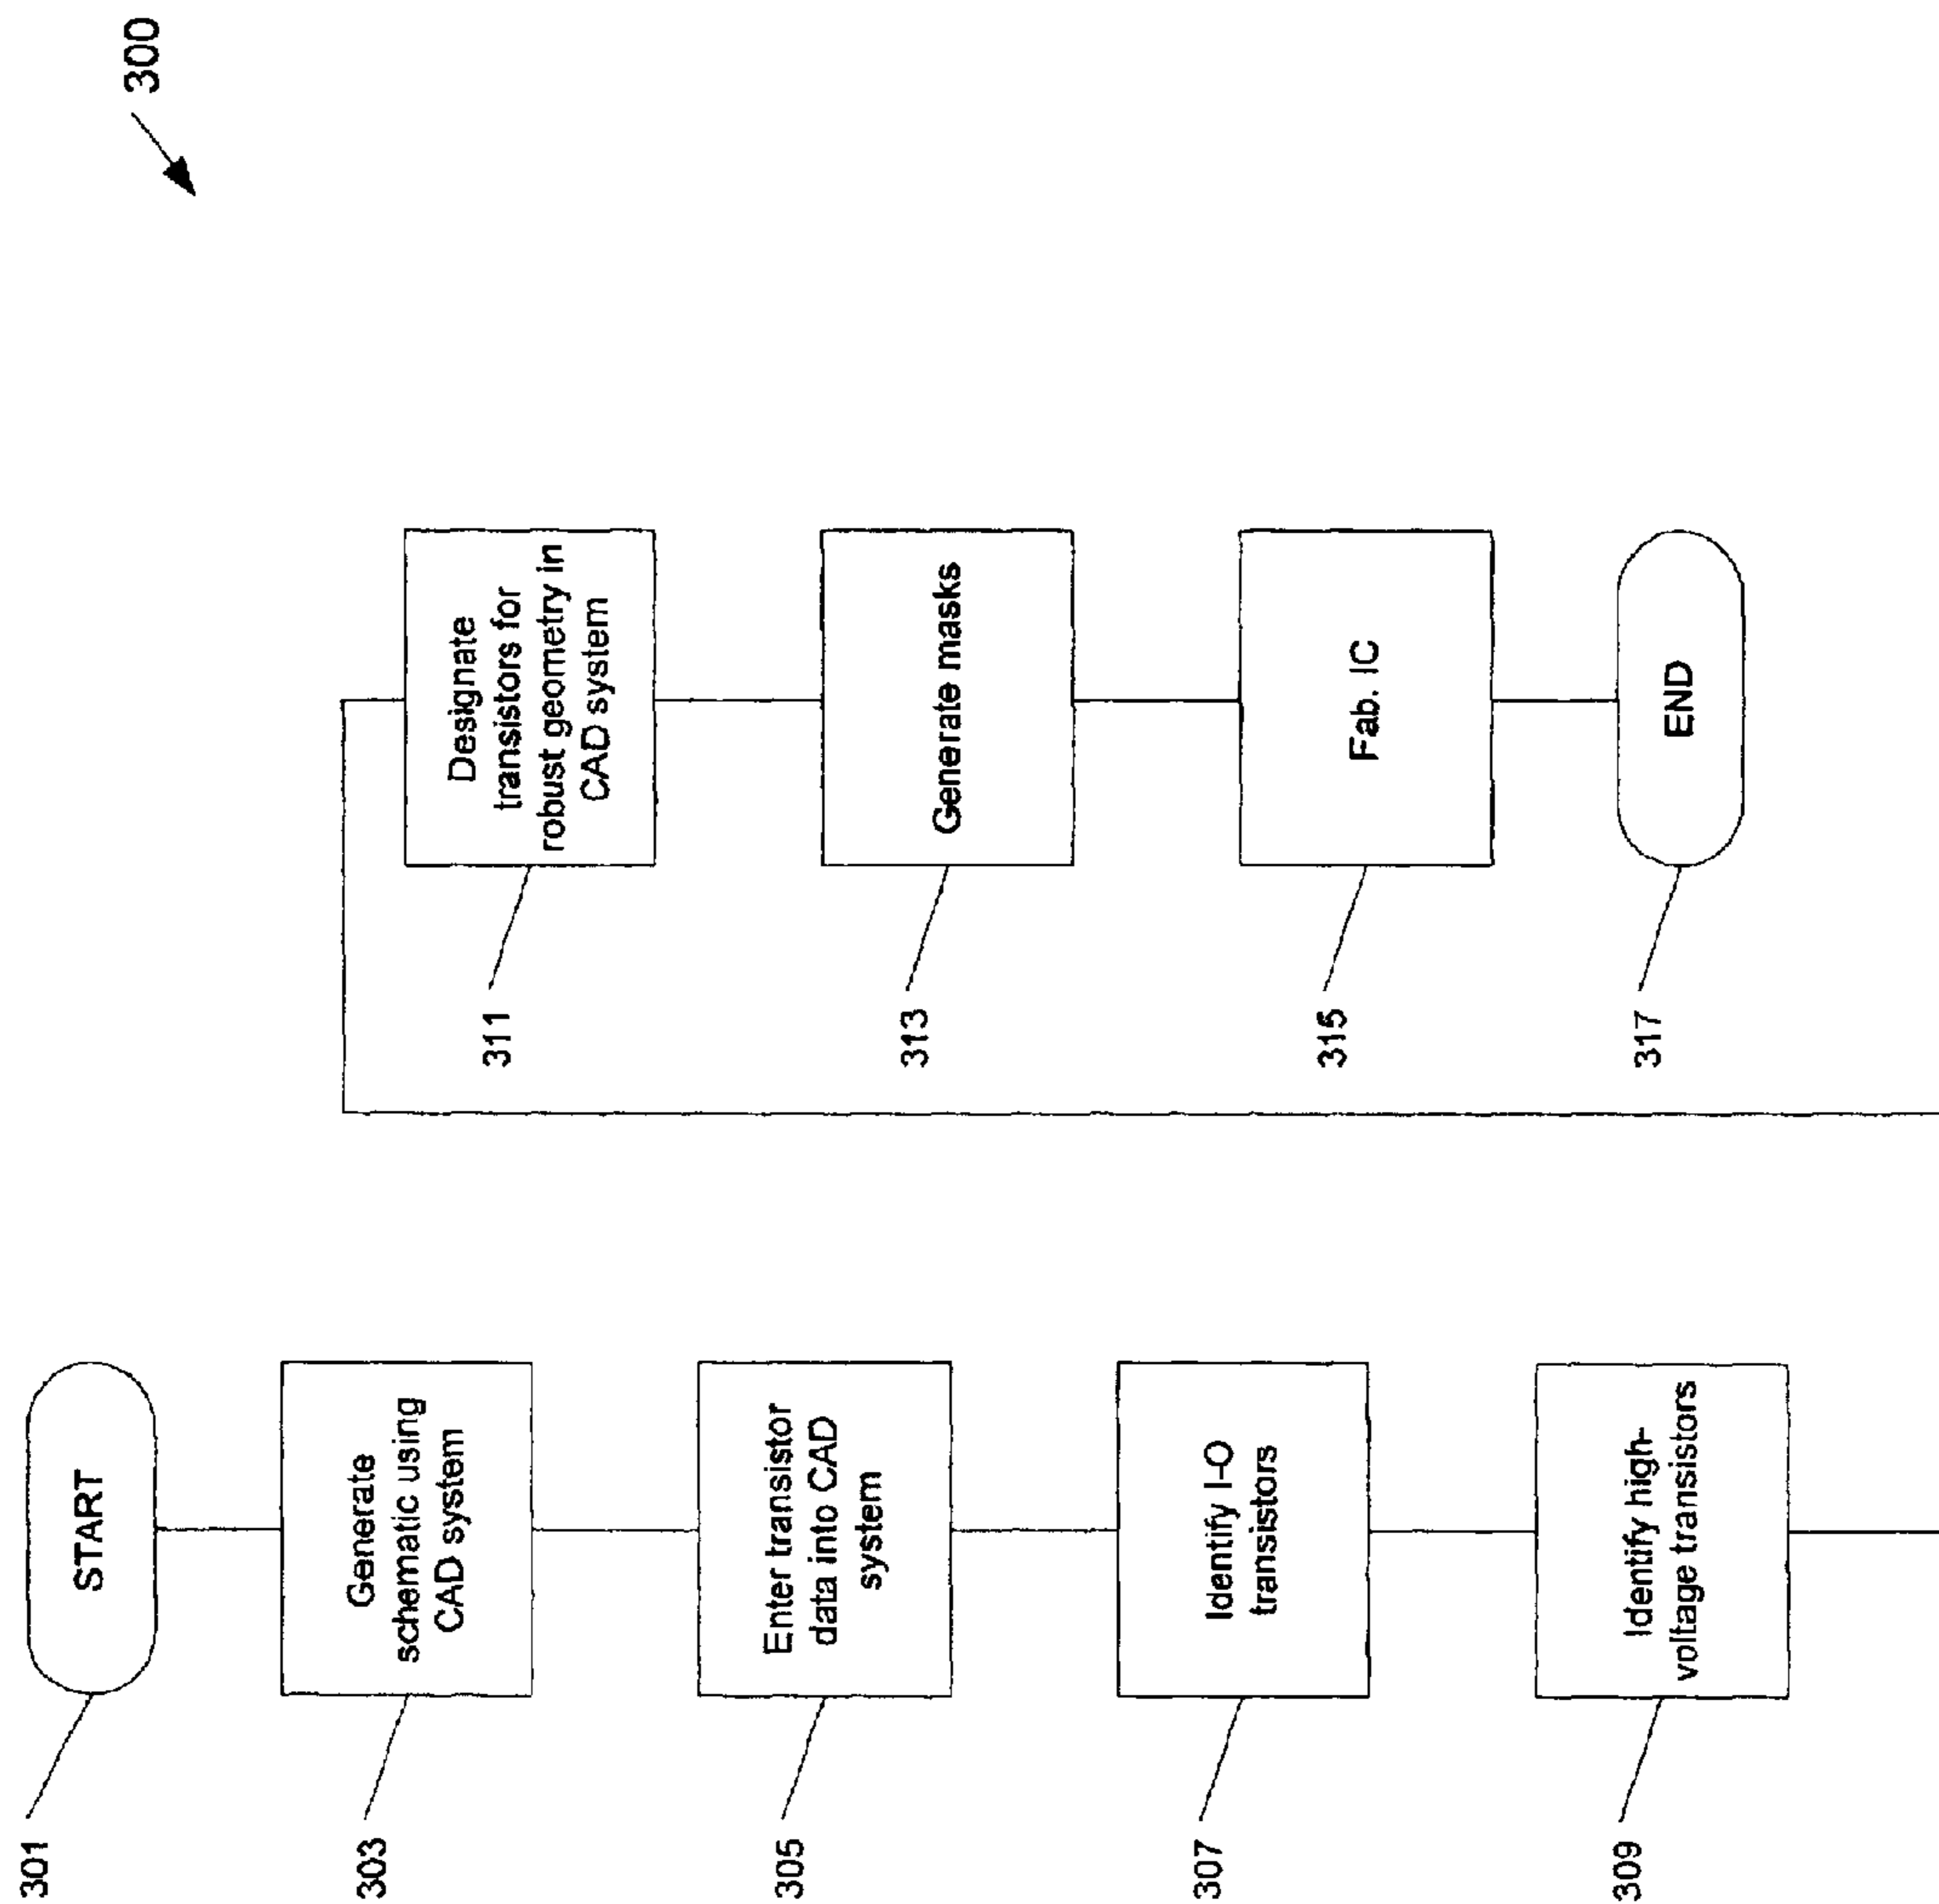 300
301
START
303
Generate
schematic using
CAD system
305
Enter transistor
data into CAD
system
307
Identify I-O
transistors
309
Identify high-
voltage transistors
311
Designate
transistors for
robust geometry in
CAD system
313
Generate masks
315
Fab. IC
317
END